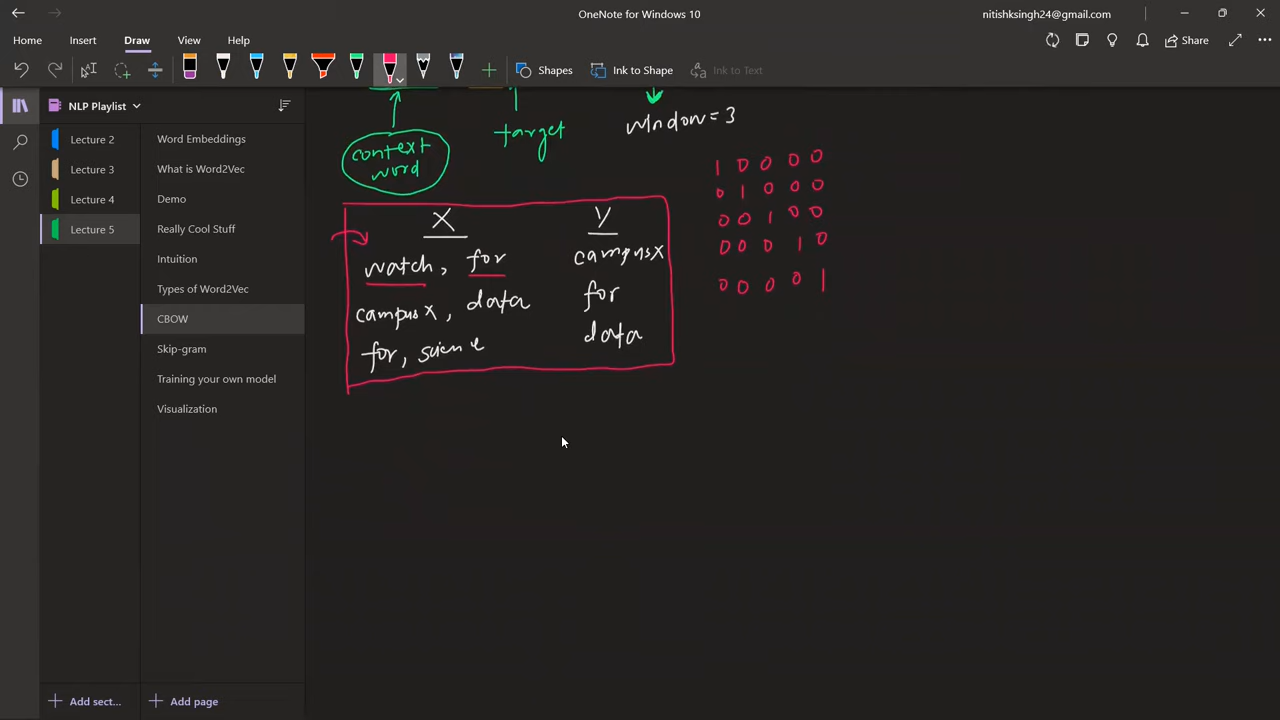 OneNote for Windows 10
nitishksingh24@gmail.com
Home Insert Draw View Help
Share
Shapes Ink to Shape Ink to Text
NLP Playlist
Lecture 2
Lecture 3
Lecture 4
Lecture 5
Word Embeddings
What is Word2Vec
Demo
Really Cool Stuff
Intuition
Types of Word2Vec
CBOW
Skip-gram
Training your own model
Visualization
context
word
target
window = 3
X Y
watch, for campusx
campusx, data for
for, science data
1 0 0 0 0
0 1 0 0 0
0 0 1 0 0
0 0 0 1 0
0 0 0 0 1
Add sect...
Add page